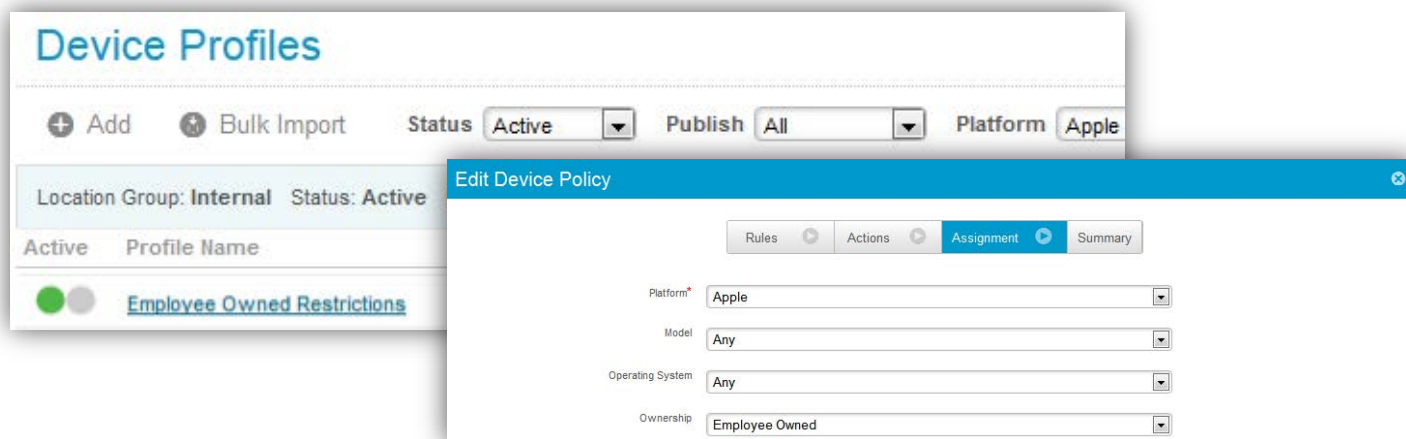 Device Profiles
Add Bulk Import Status Active Publish All Platform Apple
Location Group: Internal Status: Active
Active Profile Name
Employee Owned Restrictions
Edit Device Policy
Rules Actions Assignment Summary
Platform* Apple
Model Any
Operating System Any
Ownership Employee Owned